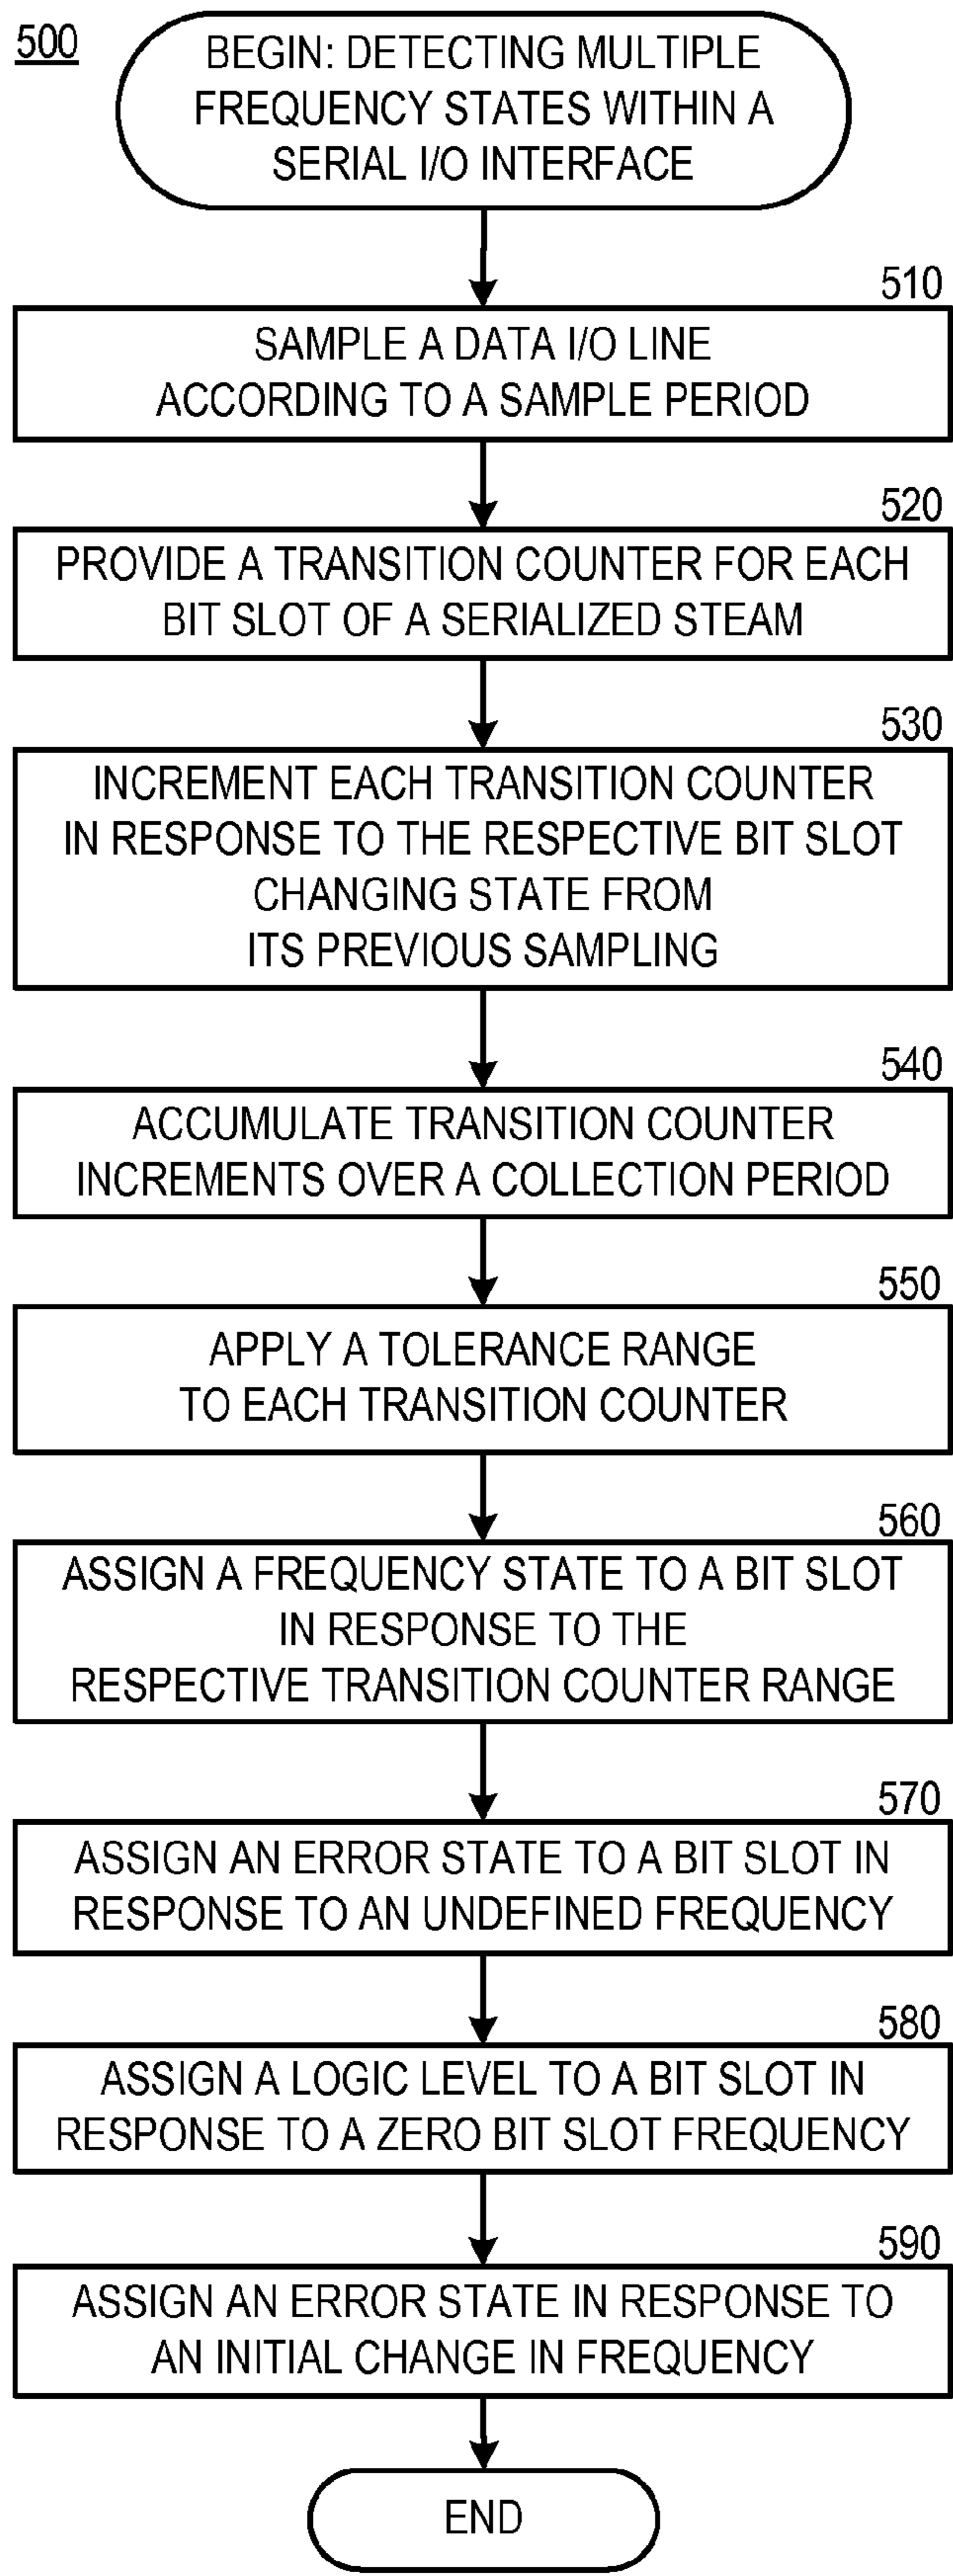 500
BEGIN: DETECTING MULTIPLE
FREQUENCY STATES WITHIN A
SERIAL I/O INTERFACE
510
SAMPLE A DATA I/O LINE
ACCORDING TO A SAMPLE PERIOD
520
PROVIDE A TRANSITION COUNTER FOR EACH
BIT SLOT OF A SERIALIZED STEAM
530
INCREMENT EACH TRANSITION COUNTER
IN RESPONSE TO THE RESPECTIVE BIT SLOT
CHANGING STATE FROM
ITS PREVIOUS SAMPLING
540
ACCUMULATE TRANSITION COUNTER
INCREMENTS OVER A COLLECTION PERIOD
550
APPLY A TOLERANCE RANGE
TO EACH TRANSITION COUNTER
560
ASSIGN A FREQUENCY STATE TO A BIT SLOT
IN RESPONSE TO THE
RESPECTIVE TRANSITION COUNTER RANGE
570
ASSIGN AN ERROR STATE TO A BIT SLOT IN
RESPONSE TO AN UNDEFINED FREQUENCY
580
ASSIGN A LOGIC LEVEL TO A BIT SLOT IN
RESPONSE TO A ZERO BIT SLOT FREQUENCY
590
ASSIGN AN ERROR STATE IN RESPONSE TO
AN INITIAL CHANGE IN FREQUENCY
END